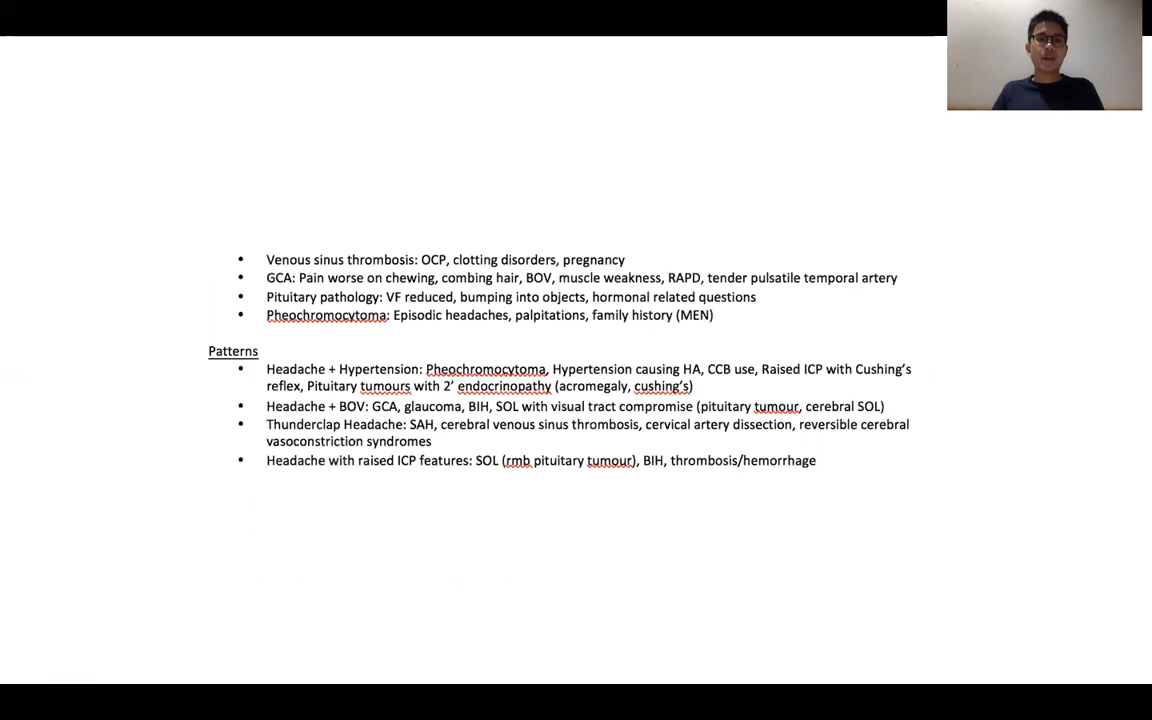 • Venous sinus thrombosis: OCP, clotting disorders, pregnancy
• GCA: Pain worse on chewing, combing hair, BOV, muscle weakness, RAPD, tender pulsatile temporal artery
• Pituitary pathology: VF reduced, bumping into objects, hormonal related questions
• Pheochromocytoma: Episodic headaches, palpitations, family history (MEN)
Patterns
• Headache + Hypertension: Pheochromocytoma, Hypertension causing HA, CCB use, Raised ICP with Cushing's
reflex, Pituitary tumours with 2' endocrinopathy (acromegaly, cushing's)
• Headache + BOV: GCA, glaucoma, BIH, SOL with visual tract compromise (pituitary tumour, cerebral SOL)
• Thunderclap Headache: SAH, cerebral venous sinus thrombosis, cervical artery dissection, reversible cerebral
vasoconstriction syndromes
• Headache with raised ICP features: SOL (rmb pituitary tumour), BIH, thrombosis/hemorrhage